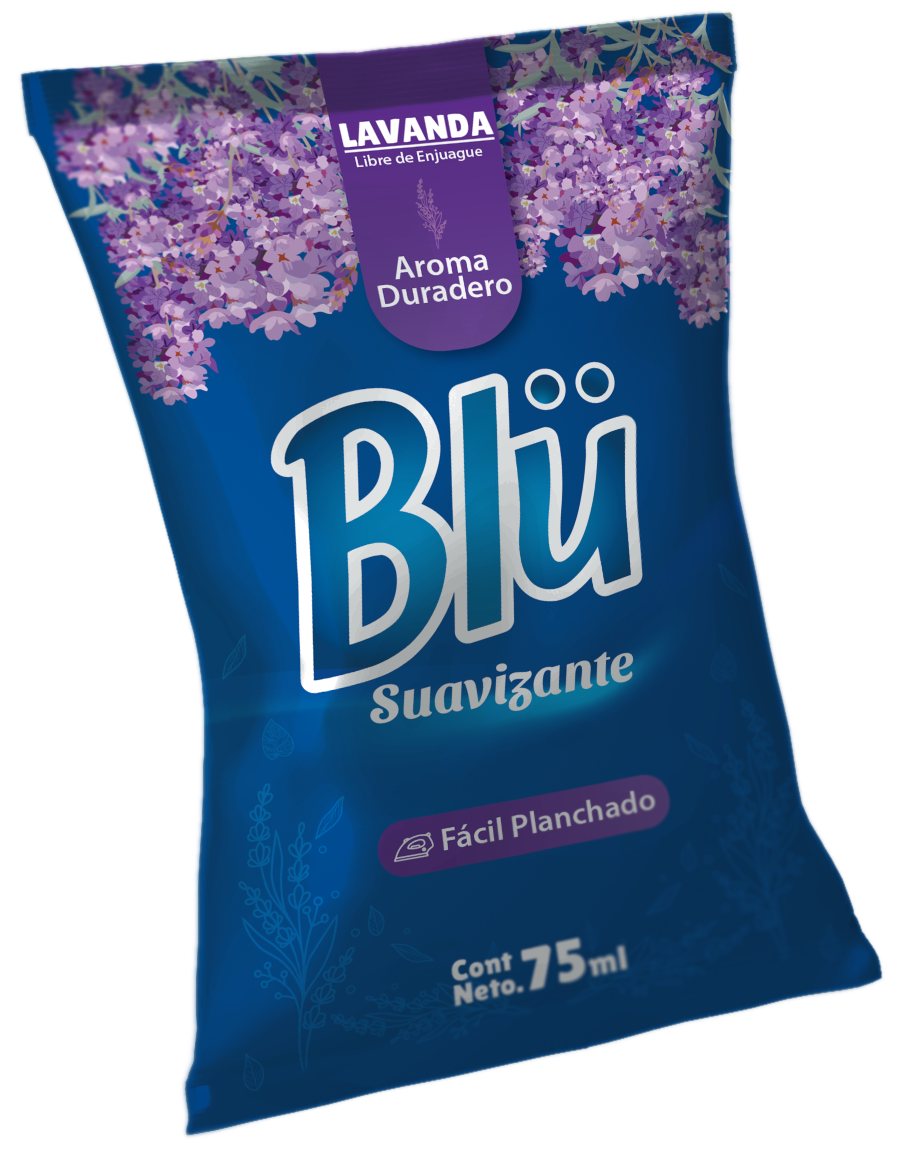 LAVANDA
Libre de Enjuague
Aroma
Duradero
Blü
Suavizante
Fácil Planchado
Cont
Neto. 75ml